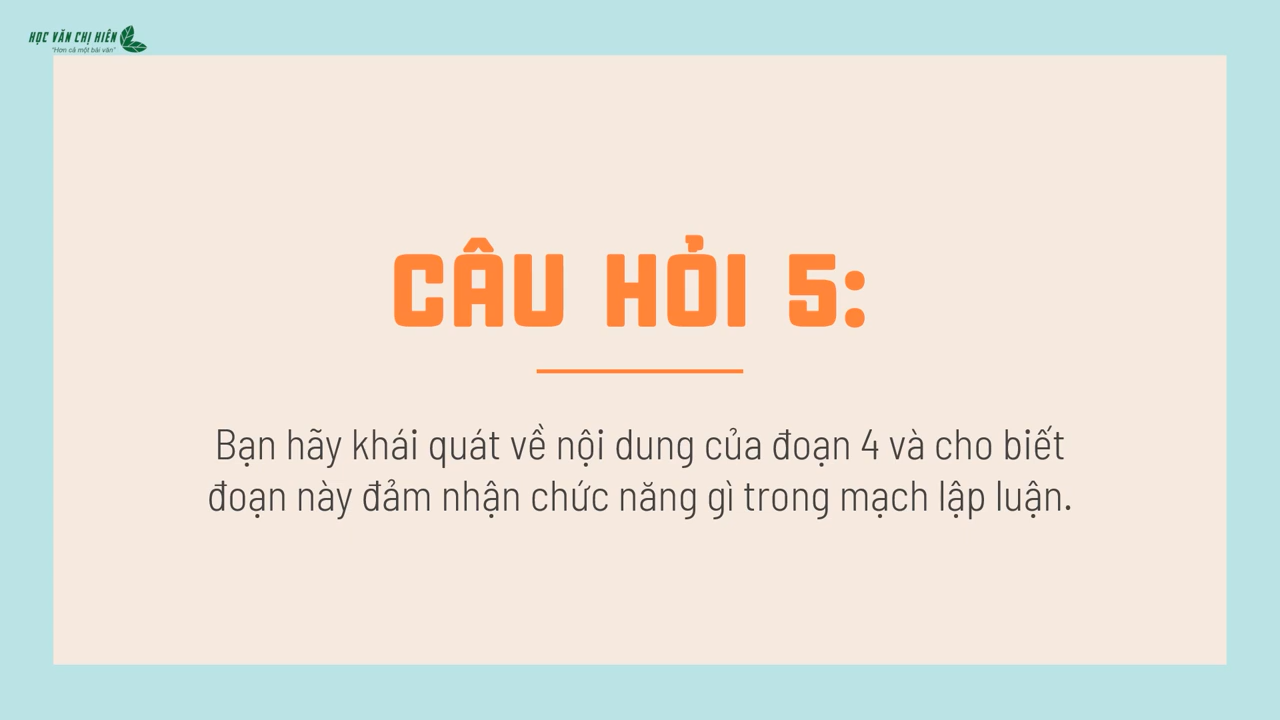 HỌC VĂN CHỊ HIÊN
"Hơn cả một bài văn"
CÂU HỎI 5:
Bạn hãy khái quát về nội dung của đoạn 4 và cho biết
đoạn này đảm nhận chức năng gì trong mạch lập luận.